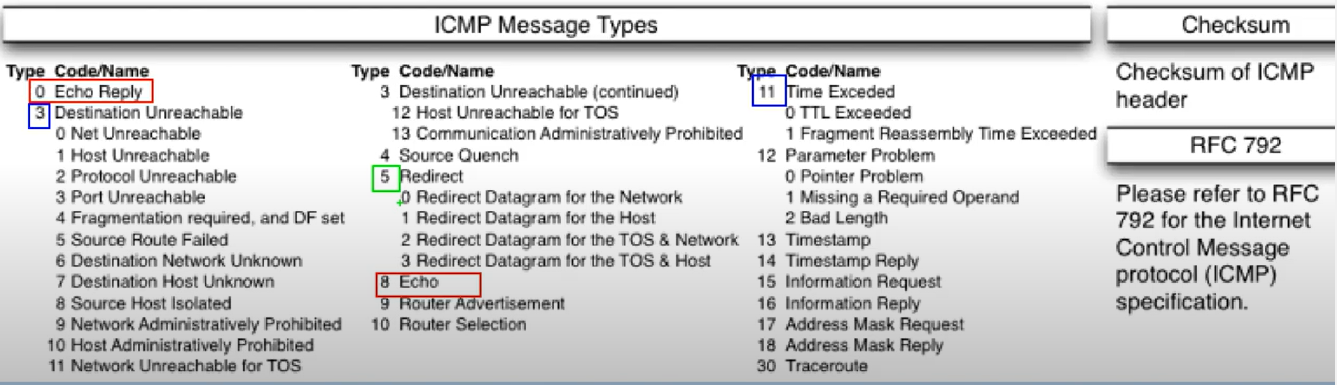 ICMP Message Types
Type Code/Name
0 Echo Reply
3 Destination Unreachable
0 Net Unreachable
1 Host Unreachable
2 Protocol Unreachable
3 Port Unreachable
4 Fragmentation required, and DF set
5 Source Route Failed
6 Destination Network Unknown
7 Destination Host Unknown
8 Source Host Isolated
9 Network Administratively Prohibited
10 Host Administratively Prohibited
11 Network Unreachable for TOS
Type Code/Name
3 Destination Unreachable (continued)
12 Host Unreachable for TOS
13 Communication Administratively Prohibited
4 Source Quench
5 Redirect
0 Redirect Datagram for the Network
1 Redirect Datagram for the Host
2 Redirect Datagram for the TOS & Network
3 Redirect Datagram for the TOS & Host
8 Echo
9 Router Advertisement
10 Router Selection
Type Code/Name
11 Time Exceded
0 TTL Exceeded
1 Fragment Reassembly Time Exceeded
12 Parameter Problem
0 Pointer Problem
1 Missing a Required Operand
2 Bad Length
13 Timestamp
14 Timestamp Reply
15 Information Request
16 Information Reply
17 Address Mask Request
18 Address Mask Reply
30 Traceroute
Checksum
Checksum of ICMP
header
RFC 792
Please refer to RFC
792 for the Internet
Control Message
protocol (ICMP)
specification.